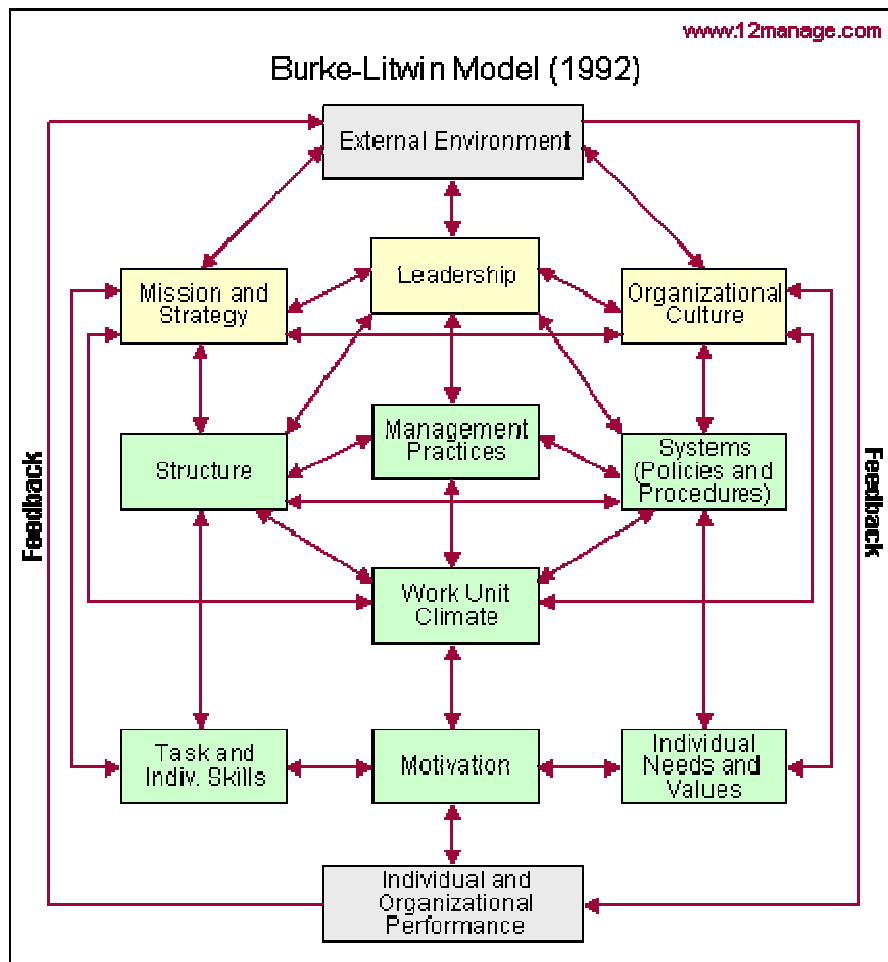 www.12manage.com
Burke-Litwin Model (1992)
External Environment
Leadership
Mission and
Strategy
Organizational
Culture
Management
Practices
Structure
Systems
(Policies and
Procedures)
Feedback
Feedback
Work Unit
Climate
Task and
Indiv. Skills
Motivation
Individual
Needs and
Values
Individual and
Organizational
Performance